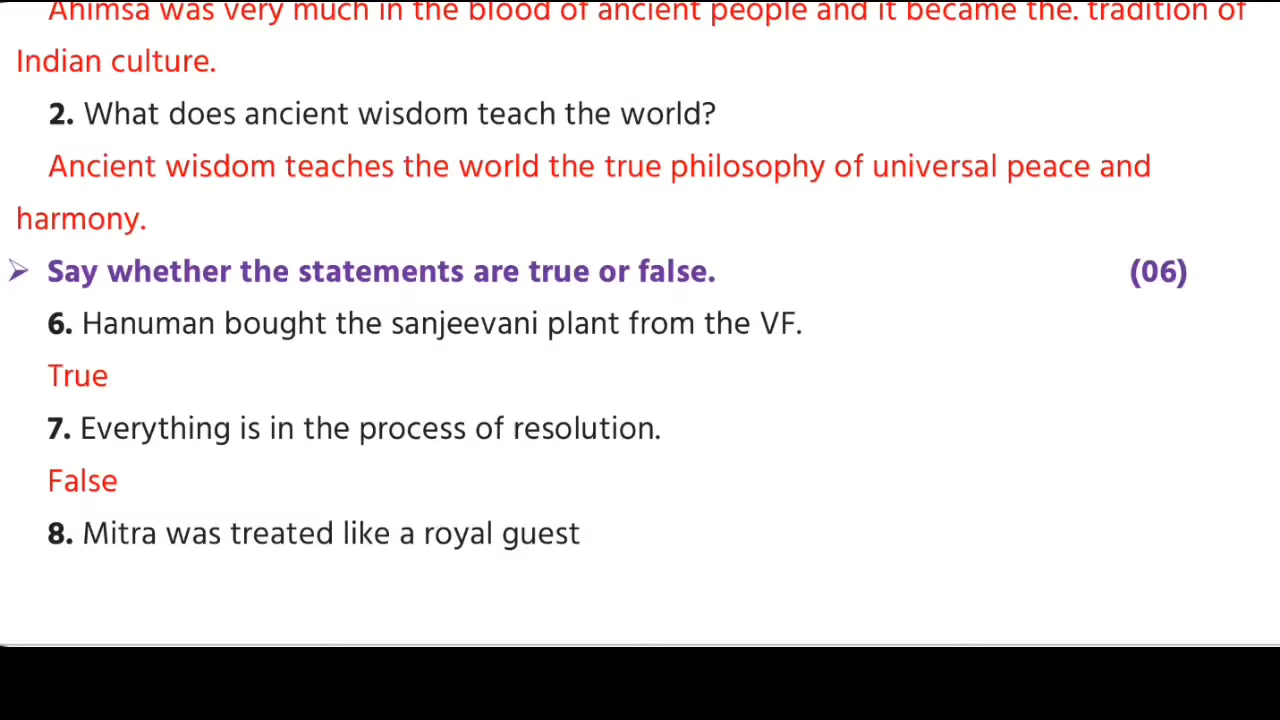 Ahimsa was very much in the blood of ancient people and it became the. tradition of
Indian culture.
2. What does ancient wisdom teach the world?
Ancient wisdom teaches the world the true philosophy of universal peace and
harmony.
➢ Say whether the statements are true or false. (06)
6. Hanuman bought the sanjeevani plant from the VF.
True
7. Everything is in the process of resolution.
False
8. Mitra was treated like a royal guest